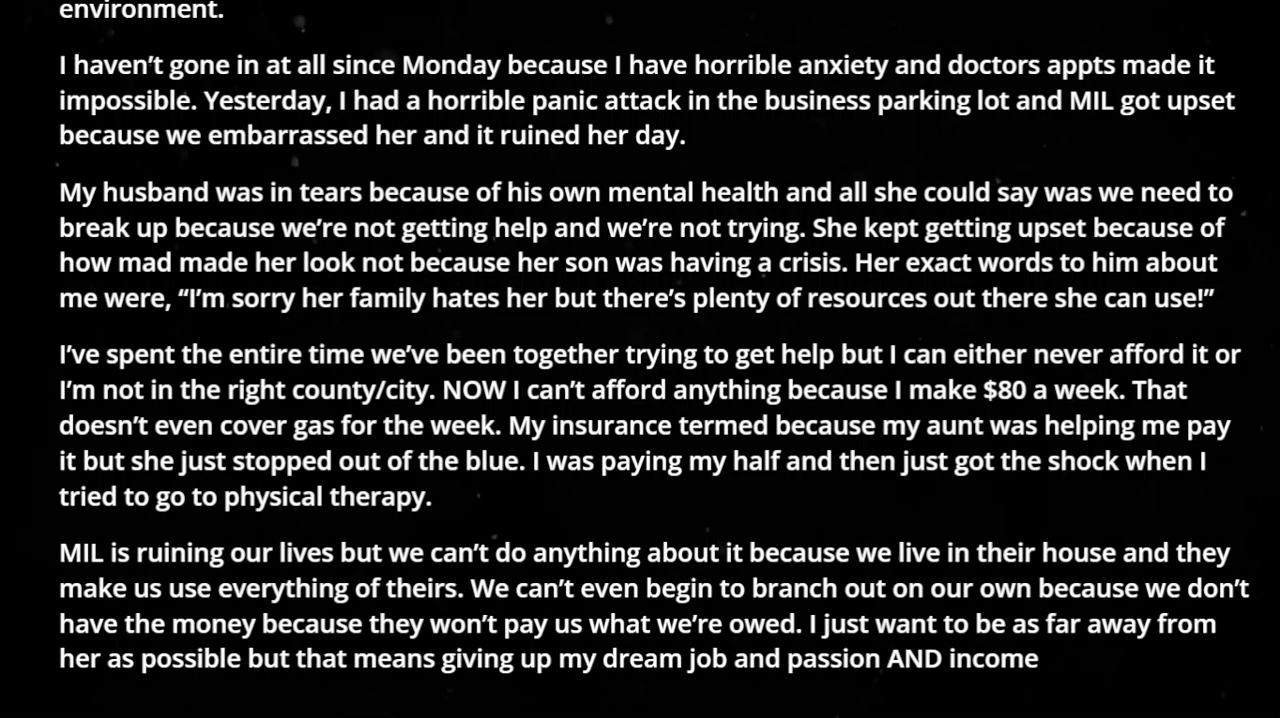 environment.
I haven’t gone in at all since Monday because I have horrible anxiety and doctors appts made it
impossible. Yesterday, I had a horrible panic attack in the business parking lot and MIL got upset
because we embarrassed her and it ruined her day.
My husband was in tears because of his own mental health and all she could say was we need to
break up because we’re not getting help and we’re not trying. She kept getting upset because of
how mad made her look not because her son was having a crisis. Her exact words to him about
me were, “I’m sorry her family hates her but there’s plenty of resources out there she can use!”
I’ve spent the entire time we’ve been together trying to get help but I can either never afford it or
I’m not in the right county/city. NOW I can’t afford anything because I make $80 a week. That
doesn’t even cover gas for the week. My insurance termed because my aunt was helping me pay
it but she just stopped out of the blue. I was paying my half and then just got the shock when I
tried to go to physical therapy.
MIL is ruining our lives but we can’t do anything about it because we live in their house and they
make us use everything of theirs. We can’t even begin to branch out on our own because we don’t
have the money because they won’t pay us what we’re owed. I just want to be as far away from
her as possible but that means giving up my dream job and passion AND income